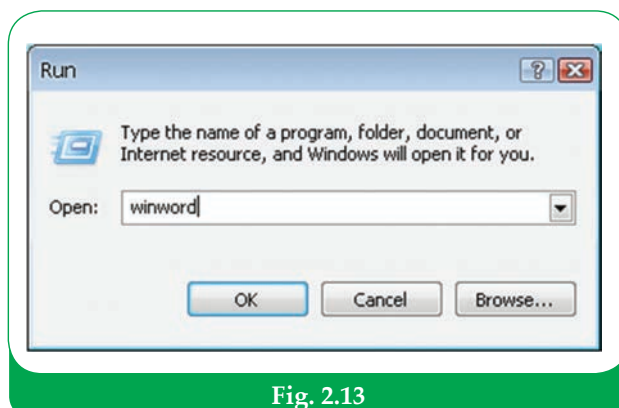 Run
Type the name of a program, folder, document, or
Internet resource, and Windows will open it for you.
Open: winword
OK Cancel Browse...
Fig. 2.13